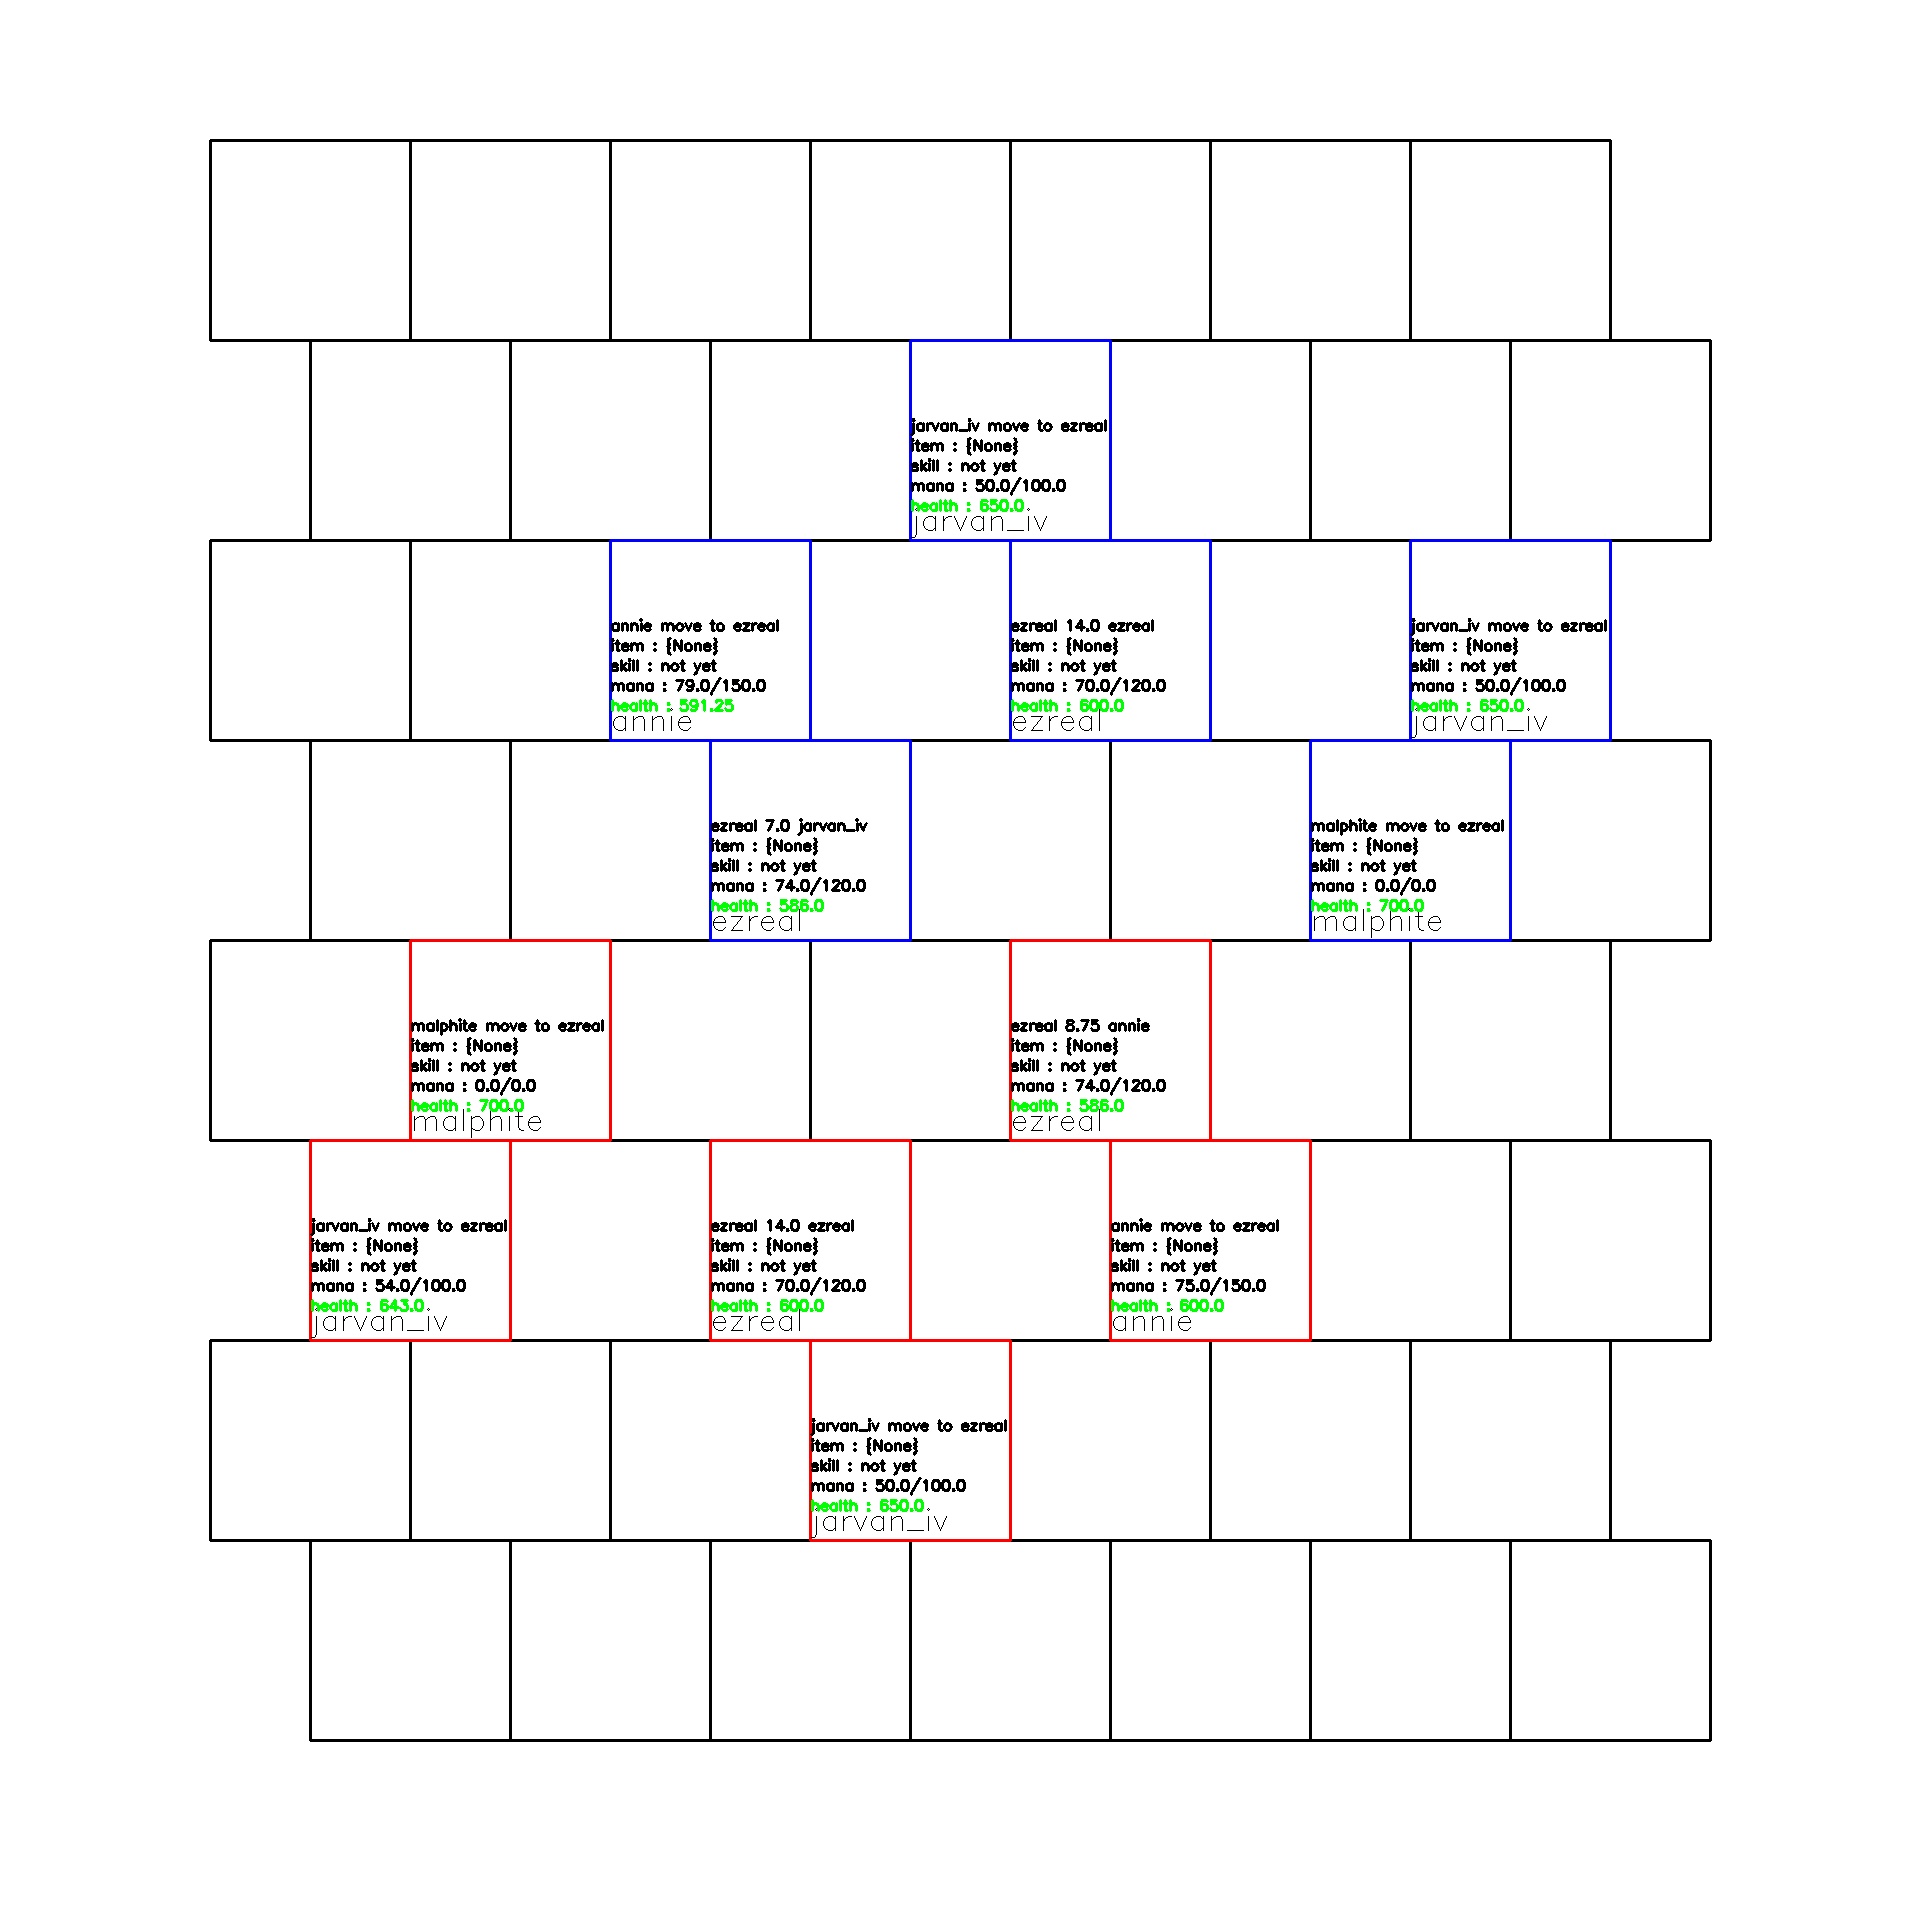 jarvan_iv move to ezreal
item : {None}
skill : not yet
mana : 50.0/100.0
health : 650.0
jarvan_iv
annie move to ezreal
item : {None}
skill : not yet
mana : 79.0/150.0
health : 591.25
annie
ezreal 14.0 ezreal
item : {None}
skill : not yet
mana : 70.0/120.0
health : 600.0
ezreal
jarvan_iv move to ezreal
item : {None}
skill : not yet
mana : 50.0/100.0
health : 650.0
jarvan_iv
ezreal 7.0 jarvan_iv
item : {None}
skill : not yet
mana : 74.0/120.0
health : 586.0
ezreal
malphite move to ezreal
item : {None}
skill : not yet
mana : 0.0/0.0
health : 700.0
malphite
malphite move to ezreal
item : {None}
skill : not yet
mana : 0.0/0.0
health : 700.0
malphite
ezreal 8.75 annie
item : {None}
skill : not yet
mana : 74.0/120.0
health : 586.0
ezreal
jarvan_iv move to ezreal
item : {None}
skill : not yet
mana : 54.0/100.0
health : 643.0
jarvan_iv
ezreal 14.0 ezreal
item : {None}
skill : not yet
mana : 70.0/120.0
health : 600.0
ezreal
annie move to ezreal
item : {None}
skill : not yet
mana : 75.0/150.0
health : 600.0
annie
jarvan_iv move to ezreal
item : {None}
skill : not yet
mana : 50.0/100.0
health : 650.0
jarvan_iv